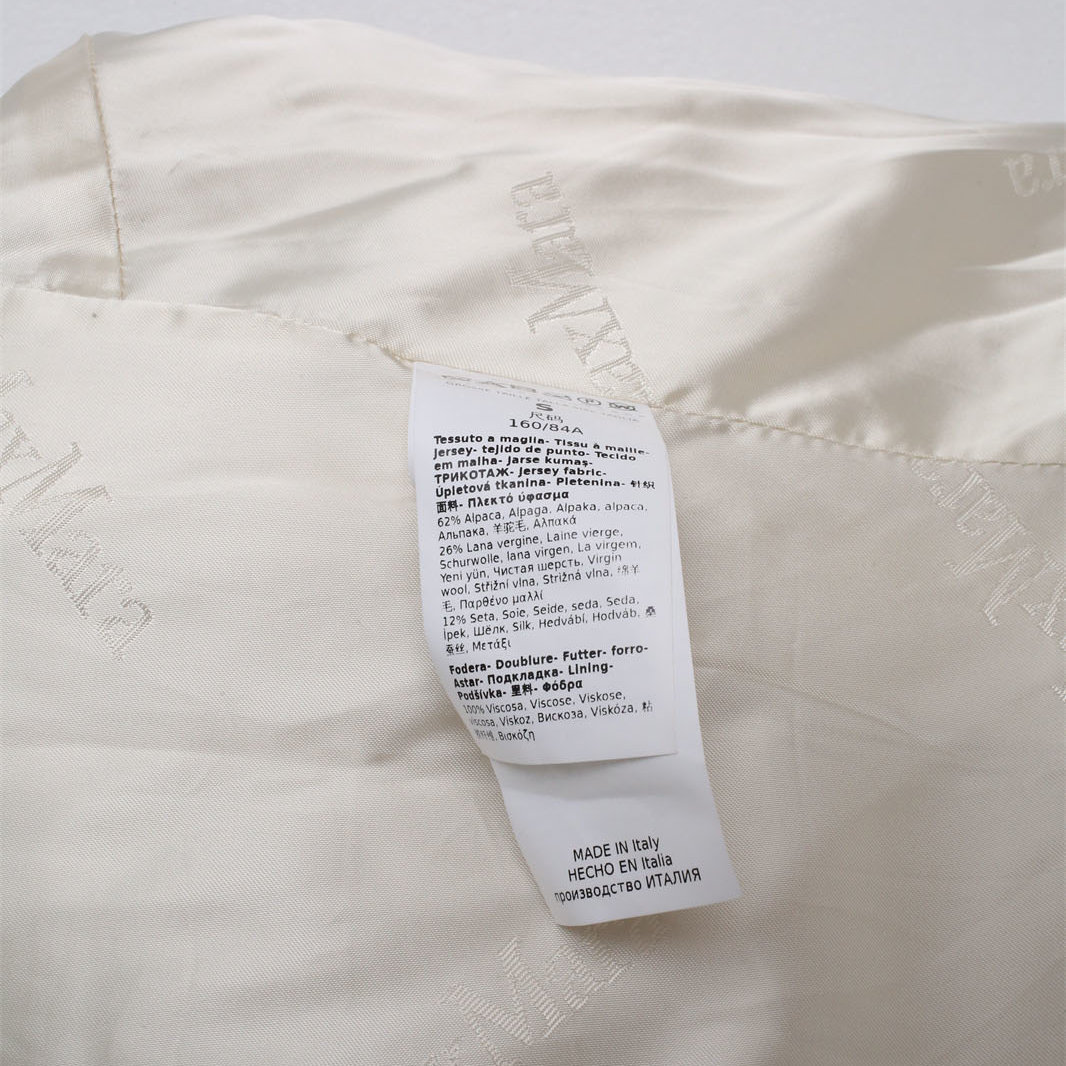 MaxMara
S
尺码
160/84A
Tessuto a maglia- Tissu à maille-
Jersey- tejido de punto- Tecido
em malha- Jarse kumaş-
ТРИКОТАЖ- Jersey fabric-
Úpletová tkanina- Pletenina- 针织
面料- Πλεκτό ύφασμα
62% Alpaca, Alpaga, Alpaka, alpaca,
Альпака, 羊驼毛, Αλπακά
26% Lana vergine, Laine vierge,
Schurwolle, lana virgen, La virgem,
Yeni yün, Чистая шерсть, Virgin
wool, Střižní vlna, Strižná vlna, 绵羊
毛, Παρθένο μαλλί
12% Seta, Soie, Seide, seda, Seda,
İpek, Шёлк, Silk, Hedvábí, Hodváb, 桑
蚕丝, Μετάξι
Fodera- Doublure- Futter- forro-
Astar- Подкладка- Lining-
Podšívka- 里料- Φόδρα
100% Viscosa, Viscose, Viskose,
viscosa, Viskoz, Вискоза, Viskóza, 粘
Βισκόζη
MADE IN Italy
HECHO EN Italia
производство ИТАЛИЯ
MaxMara
MaxMara